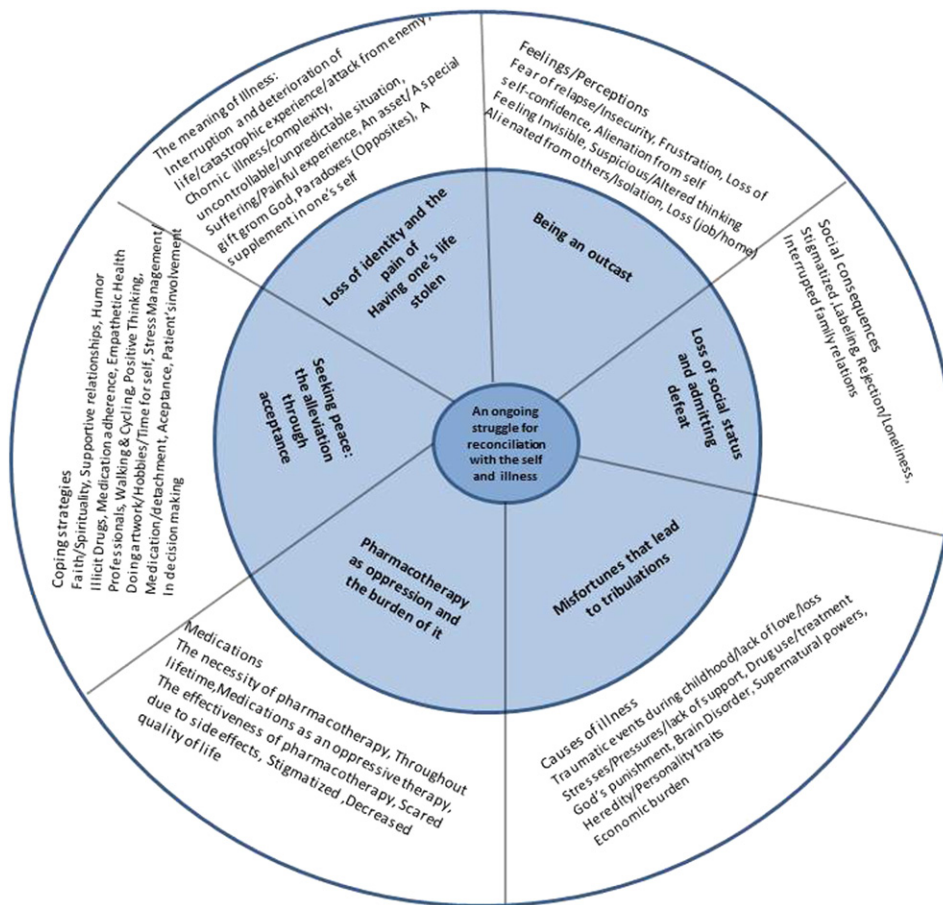 The meaning of Illness:
Interruption and deterioration of
life/catastrophic experience/attack from enemy,
Chornic illness/complexity,
uncontrollable/unpredictable situation,
Suffering/Painful experience, An asset/ A special
gift grom God, Paradoxes (Opposites), A
supplement in one's self
Feelings/Perceptions
Fear of relapse/Insecurity, Frustration, Loss of
self-confidence, Alienation from self
Feeling Invisible, Suspicious/Altered thinking
Alienated from others/Isolation, Loss (job/home)
Social consequences
Stigmatized ,Labeling, Rejection/Loneliness,
Interrupted family relations
Causes of illness
Traumatic events during childhood/lack of love/loss
Stresses/Pressures/lack of support, Drug use/treatment
God's punishment, Brain Disorder, Supernatural powers,
Heredity/Personality traits
Economic burden
Medications
The necessity of pharmacotherapy, Throughout
lifetime,Medications as an oppressive therapy,
The effectiveness of pharmacotherapy, Scared
due to side effects, Stigmatized ,Decreased
quality of life
Coping strategies
Faith/Spirituality, Supportive relationships, Humor
Illicit Drugs, Medication adherence, Empathetic Health
Professionals, Walking & Cycling, Positive Thinking,
Doing artwork/Hobbies/Time for self, Stress Management/
Medication/detachment, Acceptance, Patient's involvement
In decision making
Loss of identity and the
pain of
Having one's life
stolen
Being an outcast
Loss of social status
and admitting
defeat
Misfortunes that lead
to tribulations
Pharmacotherapy
as oppression and
the burden of it
Seeking peace:
the alleviation
through
acceptance
An ongoing
struggle for
reconciliation
with the self
and illness